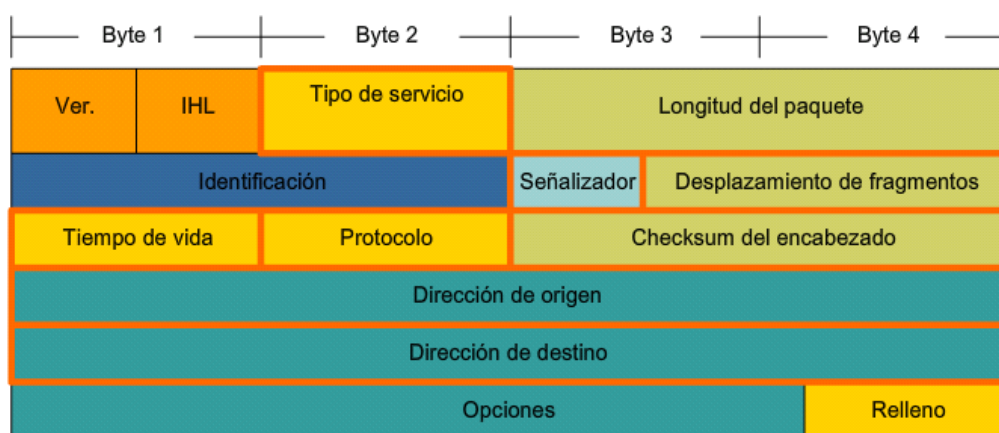 Byte 1 Byte 2 Byte 3 Byte 4
Ver. IHL Tipo de servicio Longitud del paquete
Identificación Señalizador Desplazamiento de fragmentos
Tiempo de vida Protocolo Checksum del encabezado
Dirección de origen
Dirección de destino
Opciones Relleno